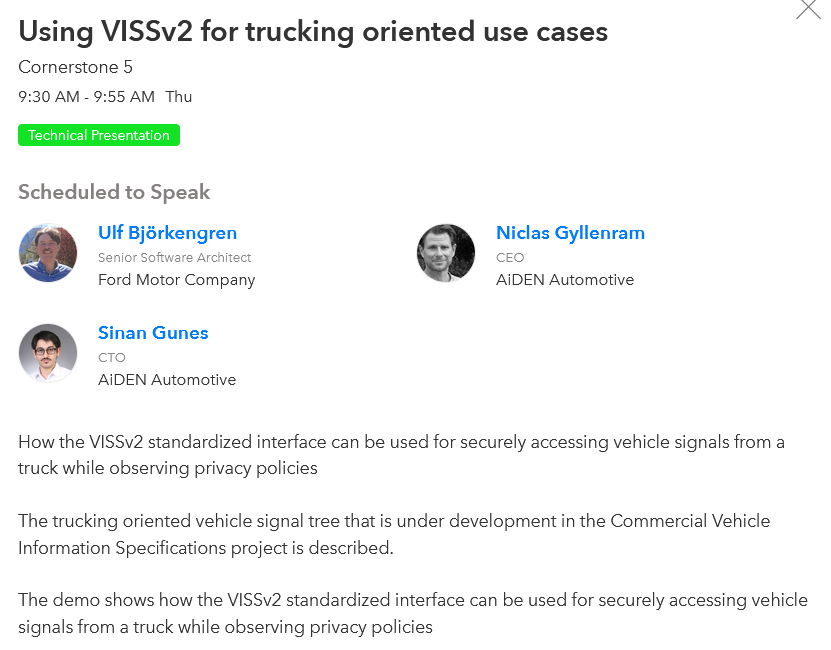 Using VISSv2 for trucking oriented use cases
Cornerstone 5
9:30 AM - 9:55 AM Thu
Technical Presentation
Scheduled to Speak
Ulf Björkengren
Senior Software Architect
Ford Motor Company
Niclas Gyllenram
CEO
AiDEN Automotive
Sinan Gunes
CTO
AiDEN Automotive
How the VISSv2 standardized interface can be used for securely accessing vehicle signals from a
truck while observing privacy policies
The trucking oriented vehicle signal tree that is under development in the Commercial Vehicle
Information Specifications project is described.
The demo shows how the VISSv2 standardized interface can be used for securely accessing vehicle
signals from a truck while observing privacy policies